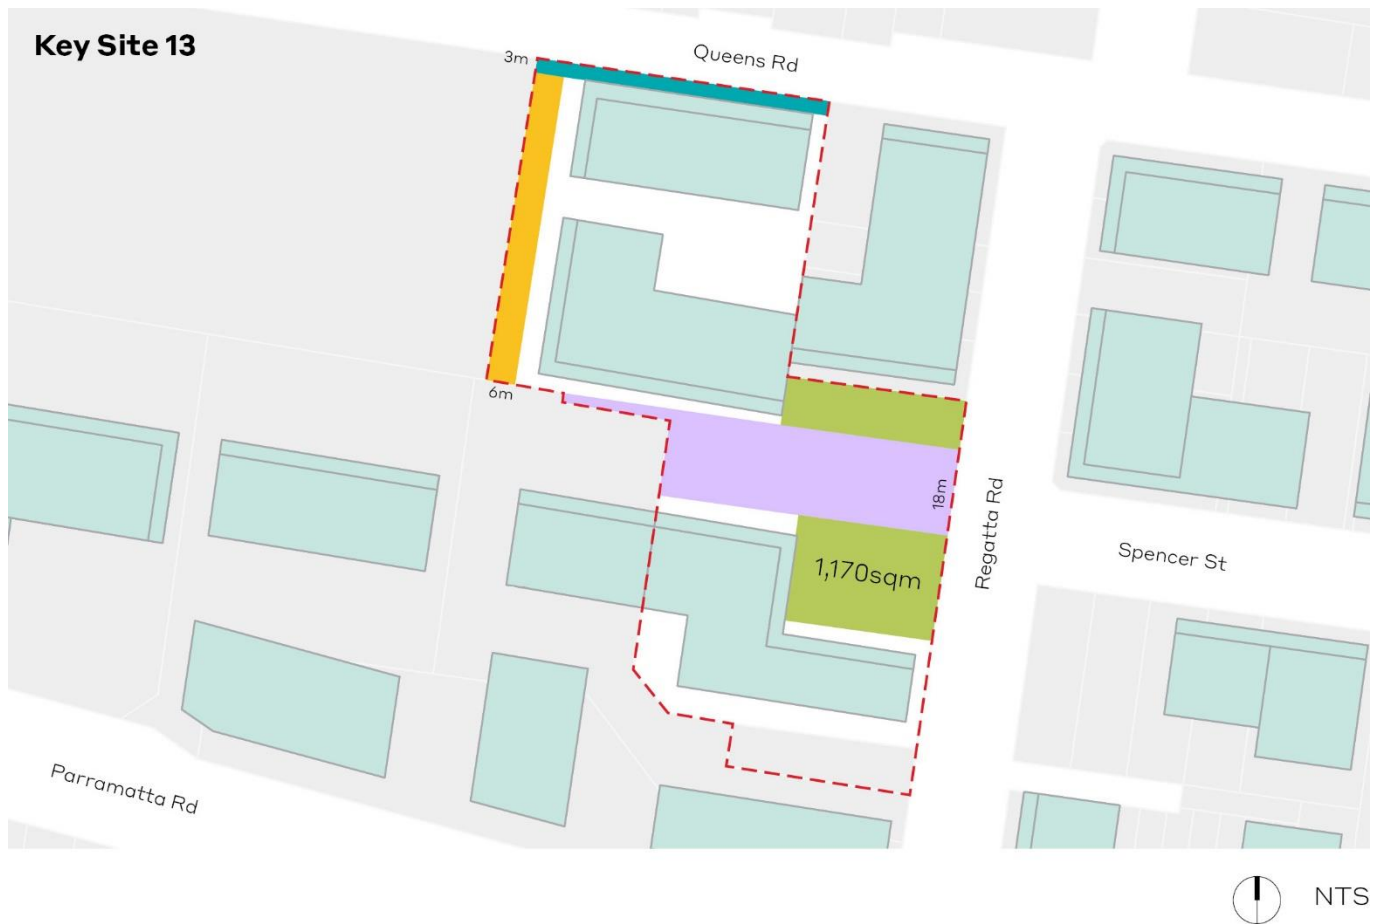 Key Site 13
Queens Rd
3m
6m
18m
Regatta Rd
Spencer St
1,170sqm
Parramatta Rd
NTS